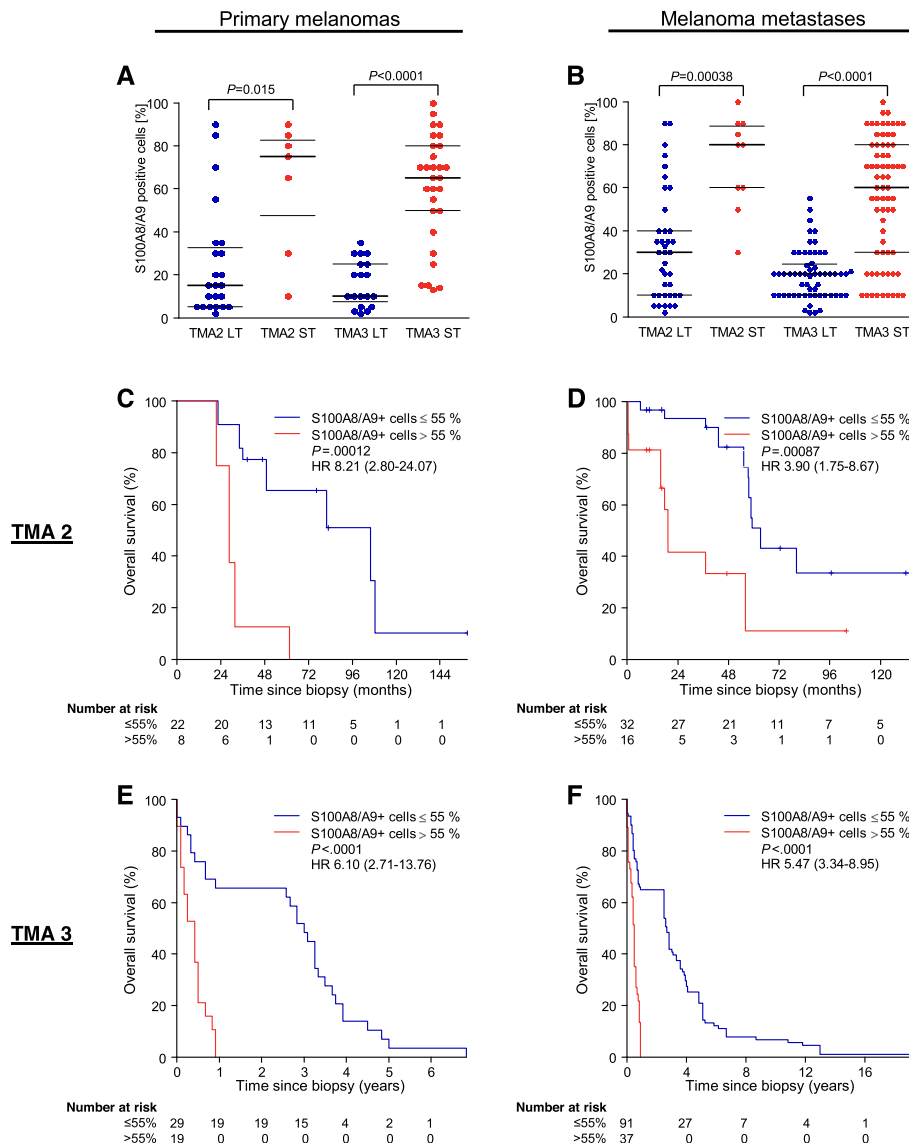 Primary melanomas
Melanoma metastases
A
P=0.015
P<0.0001
S100A8/A9 positive cells [%]
100
80
60
40
20
0
TMA2 LT TMA2 ST TMA3 LT TMA3 ST
B
P=0.00038
P<0.0001
S100A8/A9 positive cells [%]
100
80
60
40
20
0
TMA2 LT TMA2 ST TMA3 LT TMA3 ST
TMA 2
C
S100A8/A9+ cells ≤ 55 %
S100A8/A9+ cells > 55 %
P=.00012
HR 8.21 (2.80-24.07)
Overall survival (%)
100
80
60
40
20
0
0 24 48 72 96 120 144
Time since biopsy (months)
Number at risk
≤55% 22 20 13 11 5 1 1
>55% 8 6 1 0 0 0 0
D
S100A8/A9+ cells ≤ 55 %
S100A8/A9+ cells > 55 %
P=.00087
HR 3.90 (1.75-8.67)
Overall survival (%)
100
80
60
40
20
0
0 24 48 72 96 120
Time since biopsy (months)
Number at risk
≤55% 32 27 21 11 7 5
>55% 16 5 3 1 1 0
TMA 3
E
S100A8/A9+ cells ≤ 55 %
S100A8/A9+ cells > 55 %
P<.0001
HR 6.10 (2.71-13.76)
Overall survival (%)
100
80
60
40
20
0
0 1 2 3 4 5 6
Time since biopsy (years)
Number at risk
≤55% 29 19 19 15 4 2 1
>55% 19 0 0 0 0 0 0
F
S100A8/A9+ cells ≤ 55 %
S100A8/A9+ cells > 55 %
P<.0001
HR 5.47 (3.34-8.95)
Overall survival (%)
100
80
60
40
20
0
0 4 8 12 16
Time since biopsy (years)
Number at risk
≤55% 91 27 7 4 1
>55% 37 0 0 0 0